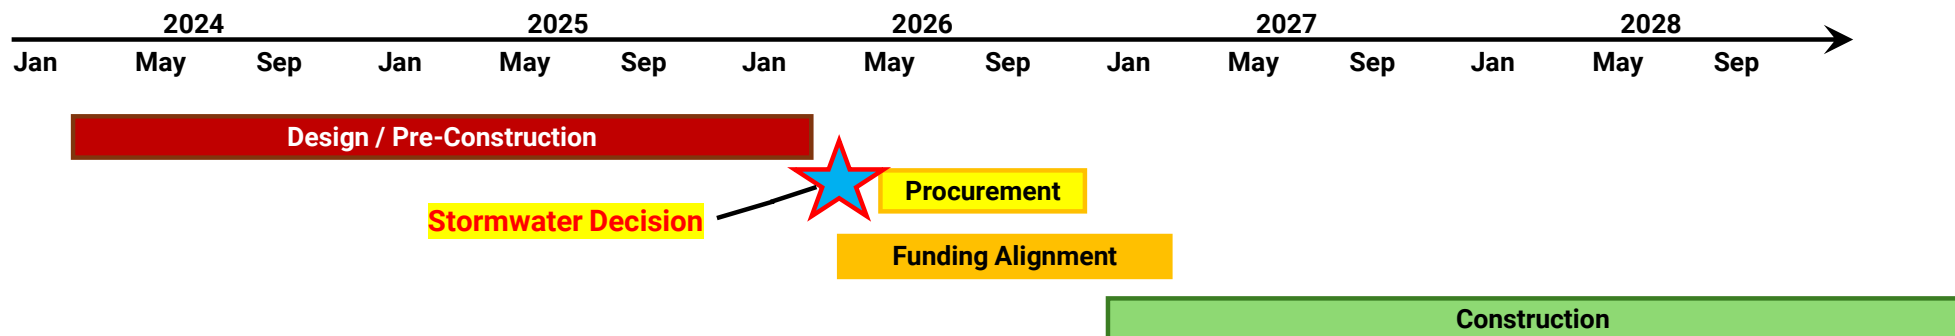 2024 2025 2026 2027 2028
Jan May Sep Jan May Sep Jan May Sep Jan May Sep Jan May Sep
Design / Pre-Construction
Procurement
Stormwater Decision
Funding Alignment
Construction